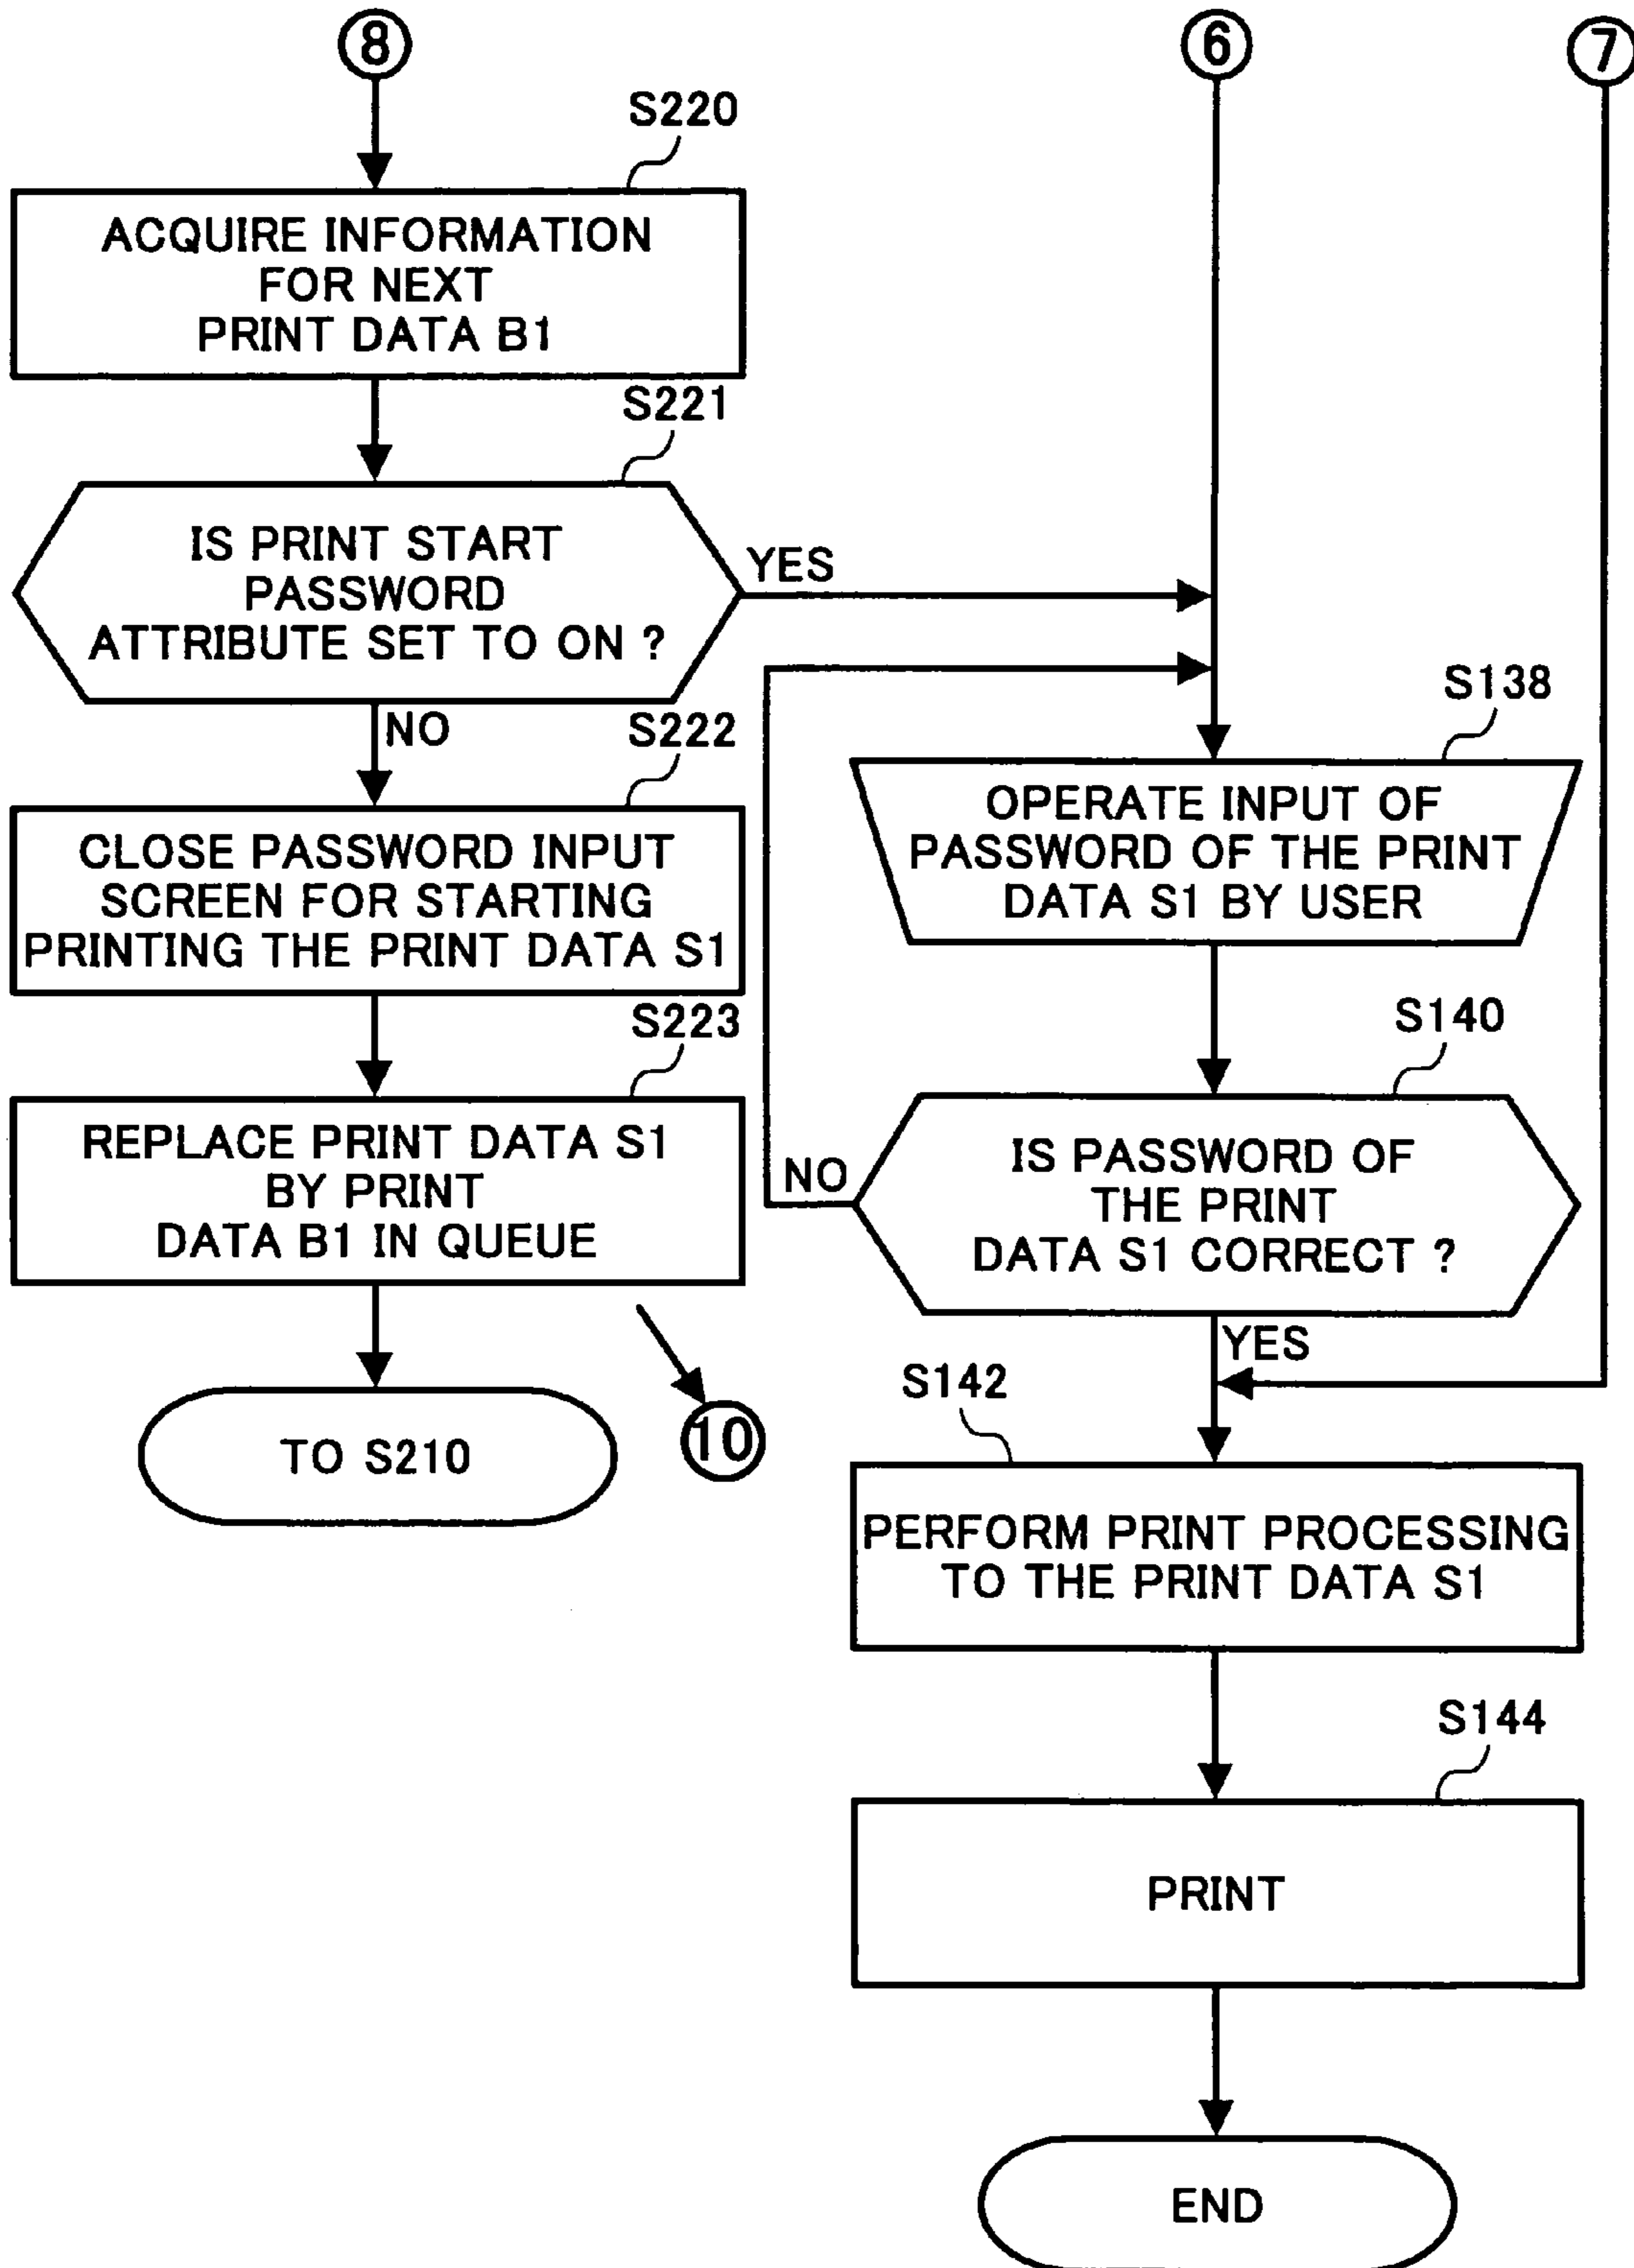 8
6
7
S220
ACQUIRE INFORMATION
FOR NEXT
PRINT DATA B1
S221
IS PRINT START
PASSWORD
ATTRIBUTE SET TO ON ?
YES
NO
S222
CLOSE PASSWORD INPUT
SCREEN FOR STARTING
PRINTING THE PRINT DATA S1
S223
REPLACE PRINT DATA S1
BY PRINT
DATA B1 IN QUEUE
TO S210
10
S138
OPERATE INPUT OF
PASSWORD OF THE PRINT
DATA S1 BY USER
S140
IS PASSWORD OF
THE PRINT
DATA S1 CORRECT ?
NO
YES
S142
PERFORM PRINT PROCESSING
TO THE PRINT DATA S1
S144
PRINT
END